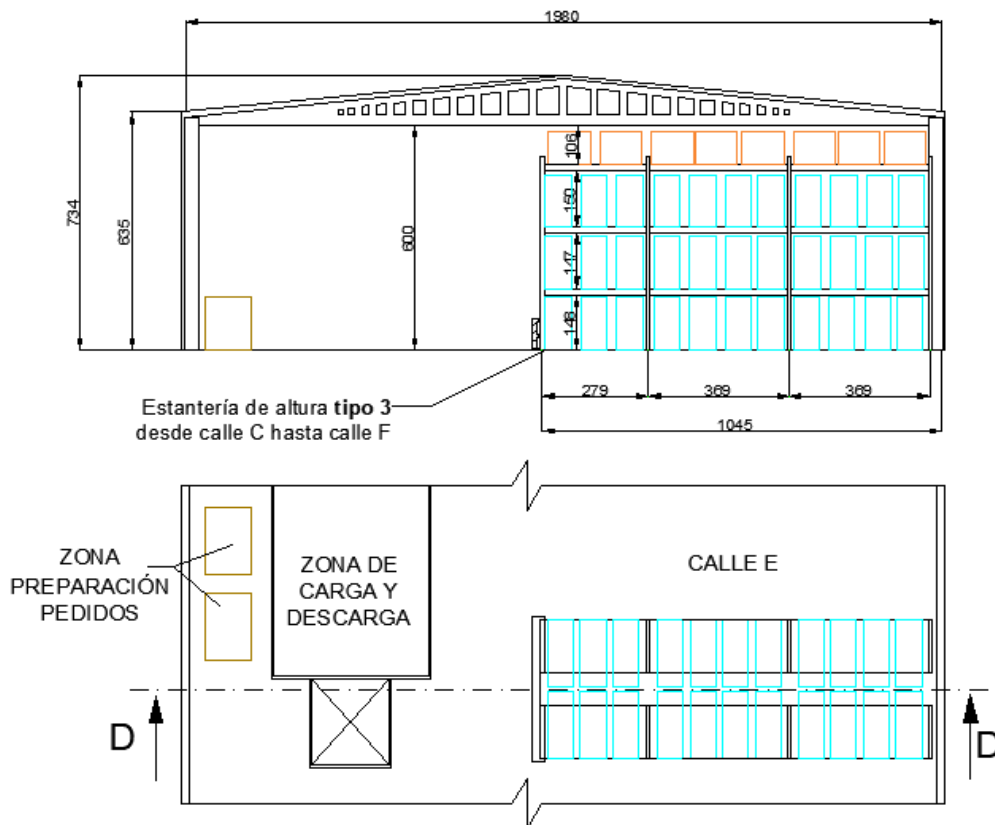 1980
106
150
734
635
600
147
148
279
369
369
Estantería de altura tipo 3
desde calle C hasta calle F
1045
ZONA
PREPARACIÓN
PEDIDOS
ZONA DE
CARGA Y
DESCARGA
CALLE E
D
D